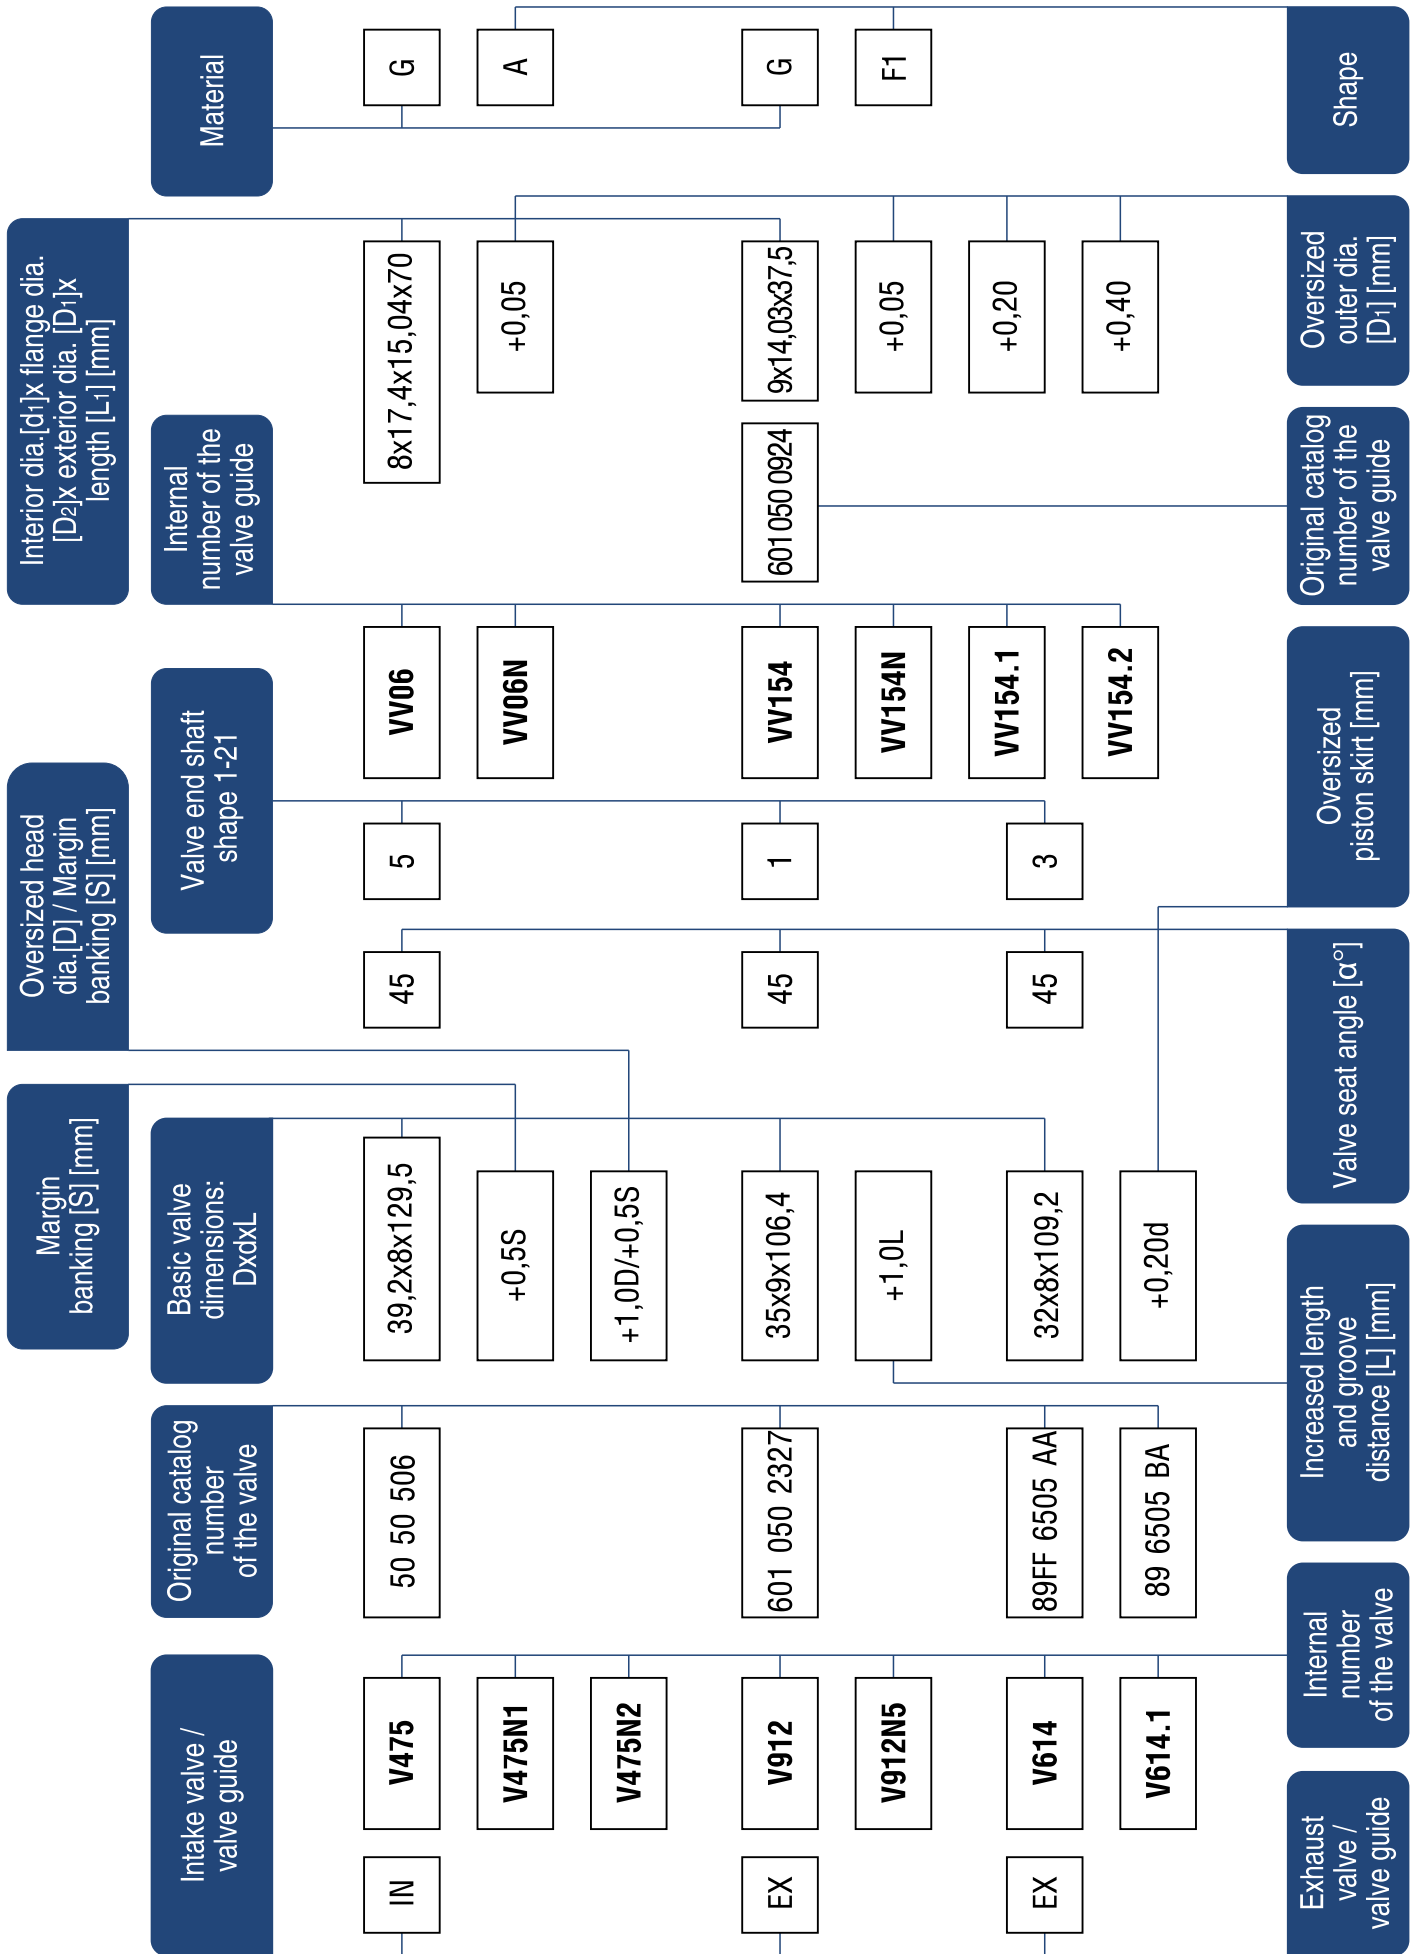 Margin
banking [S] [mm]
Oversized head
dia.[D] / Margin
banking [S] [mm]
Interior dia.[d1]x flange dia.
[D2]x exterior dia. [D1]x
length [L1] [mm]
Intake valve /
valve guide
Original catalog
number
of the valve
Basic valve
dimensions:
DxdxL
Valve end shaft
shape 1-21
Internal
number of the
valve guide
Material
IN
V475
50 50 506
39,2x8x129,5
45
5
VV06
8x17,4x15,04x70
G
V475N1
+0,5S
VV06N
+0,05
A
V475N2
+1,0D/+0,5S
EX
V912
601 050 2327
35x9x106,4
45
1
VV154
601 050 0924
9x14,03x37,5
G
V912N5
+1,0L
VV154N
+0,05
F1
EX
V614
89FF 6505 AA
32x8x109,2
45
3
VV154.1
+0,20
V614.1
89 6505 BA
+0,20d
VV154.2
+0,40
Exhaust
valve /
valve guide
Internal
number
of the valve
Increased length
and groove
distance [L] [mm]
Valve seat angle [α°]
Oversized
piston skirt [mm]
Original catalog
number of the
valve guide
Oversized
outer dia.
[D1] [mm]
Shape